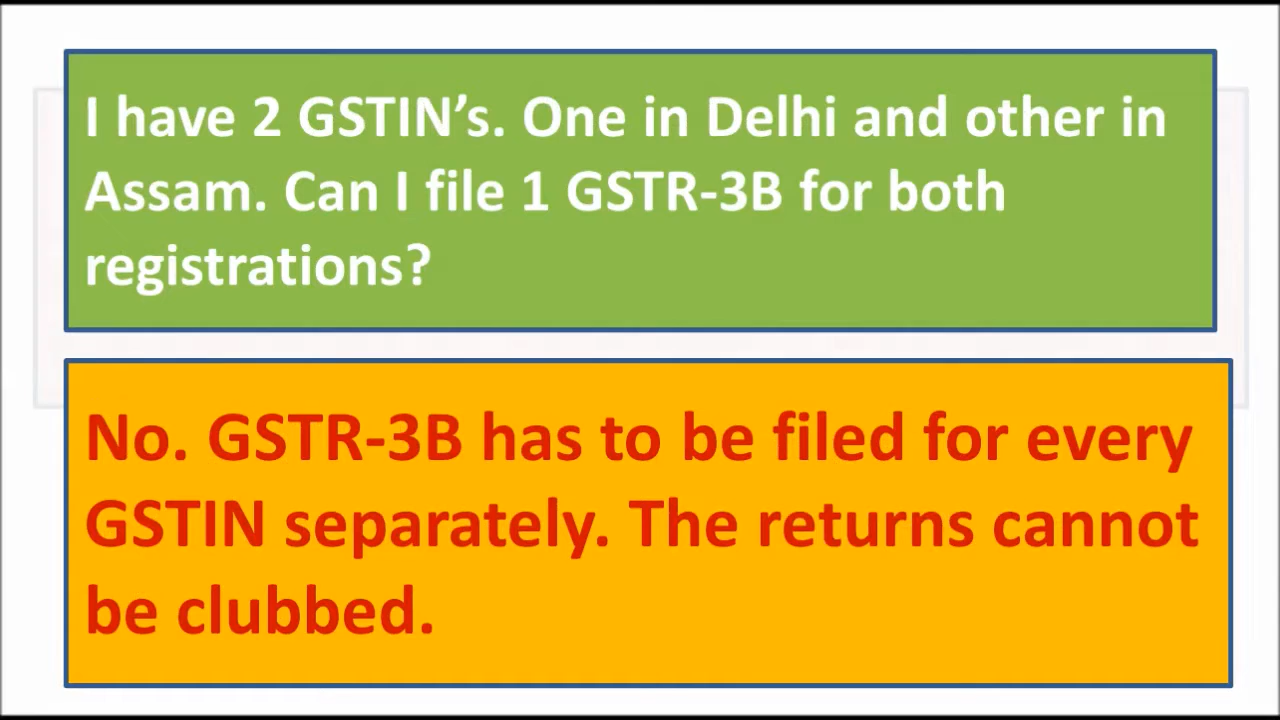 I have 2 GSTIN’s. One in Delhi and other in
Assam. Can I file 1 GSTR-3B for both
registrations?
No. GSTR-3B has to be filed for every
GSTIN separately. The returns cannot
be clubbed.